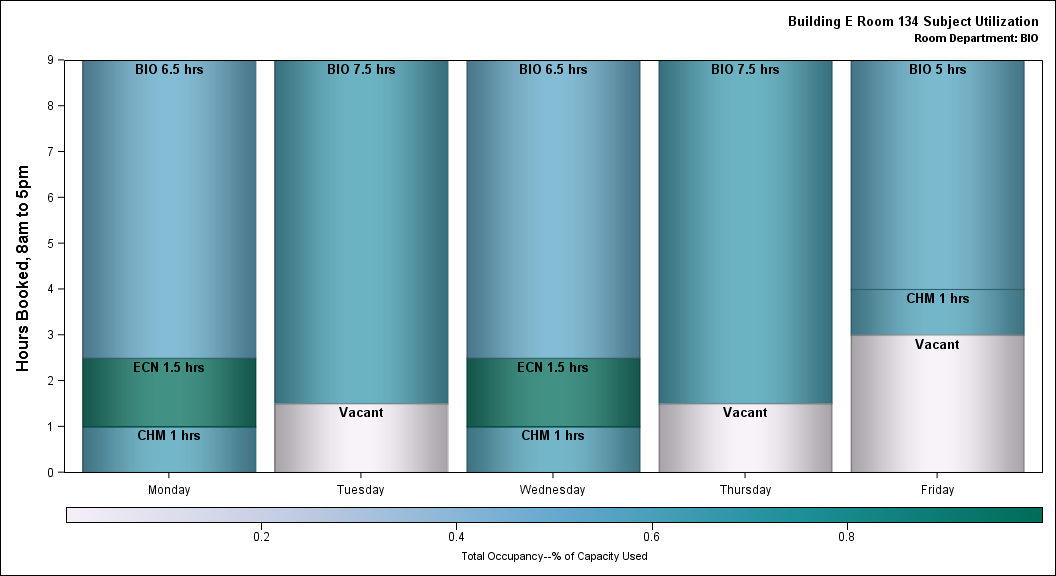 Building E Room 134 Subject Utilization
Room Department: BIO
Hours Booked, 8am to 5pm
9
8
7
6
5
4
3
2
1
0
BIO 6.5 hrs
ECN 1.5 hrs
CHM 1 hrs
BIO 7.5 hrs
Vacant
BIO 6.5 hrs
ECN 1.5 hrs
CHM 1 hrs
BIO 7.5 hrs
Vacant
BIO 5 hrs
CHM 1 hrs
Vacant
Monday Tuesday Wednesday Thursday Friday
0.2 0.4 0.6 0.8
Total Occupancy--% of Capacity Used